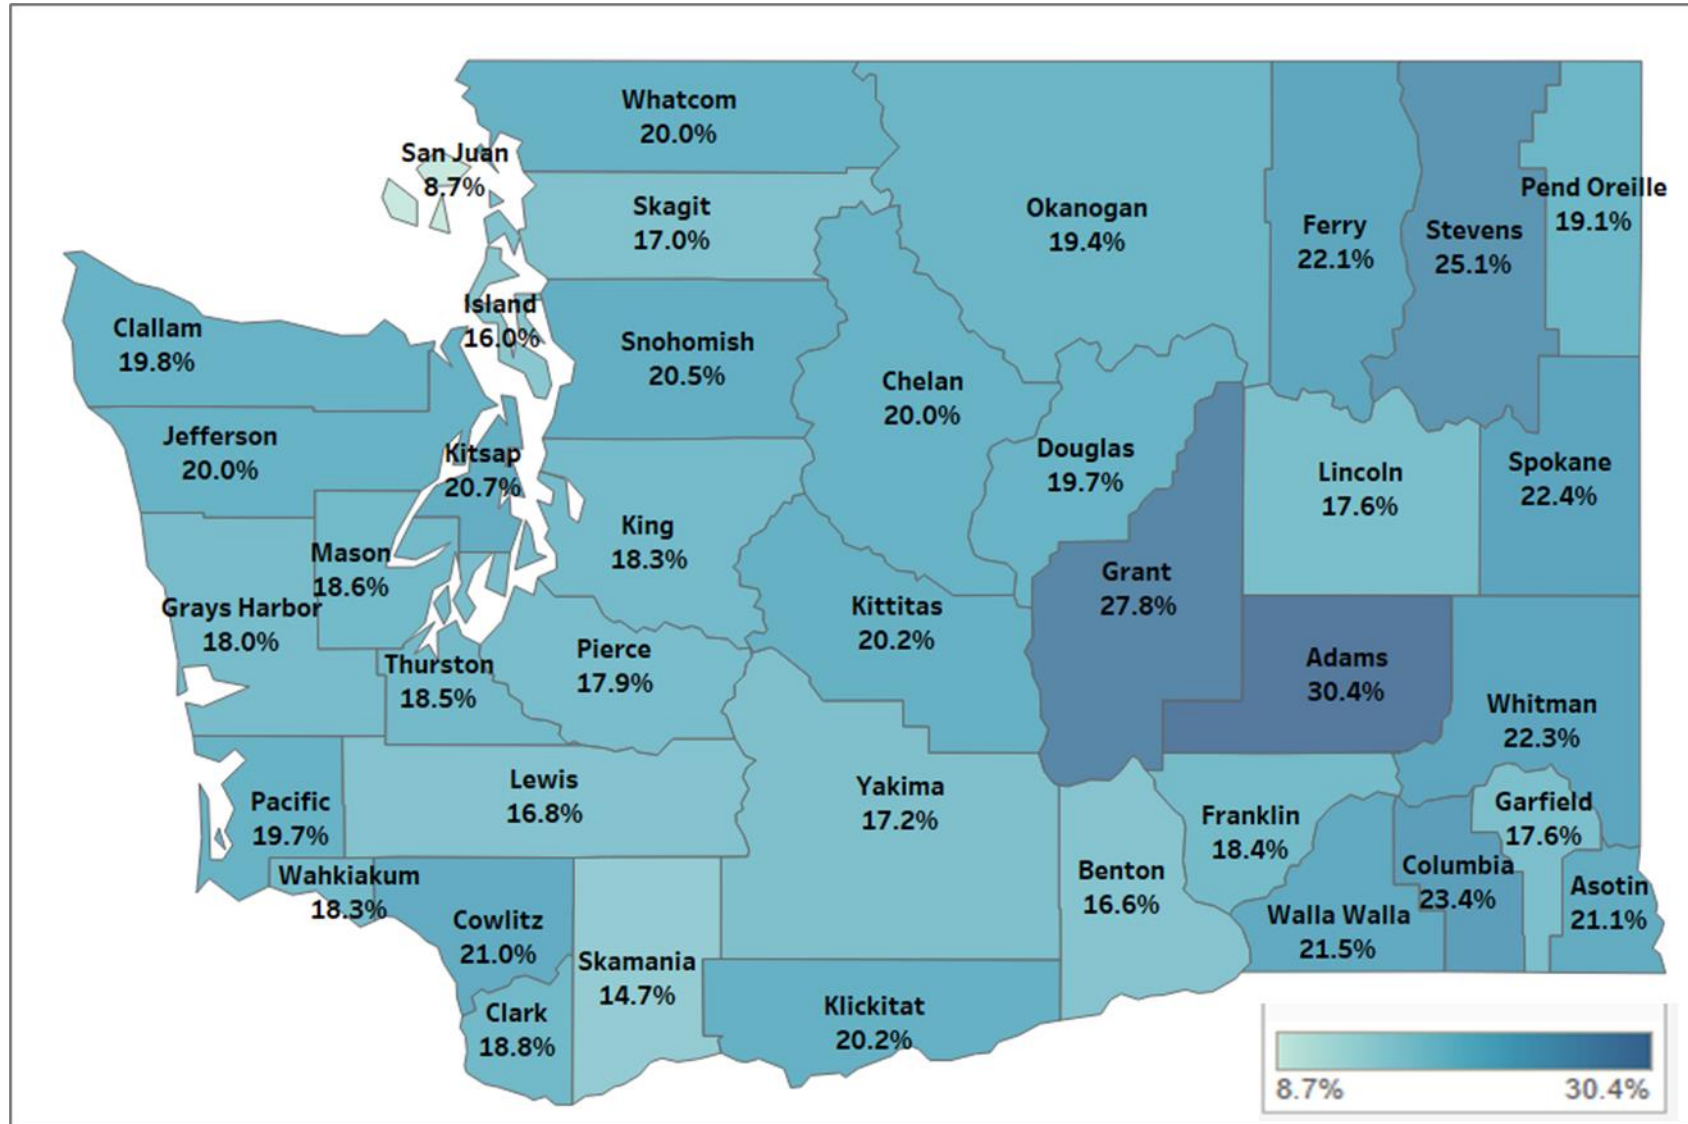 Whatcom
20.0%
San Juan
8.7%
Skagit
17.0%
Okanogan
19.4%
Ferry
22.1%
Stevens
25.1%
Pend Oreille
19.1%
Island
16.0%
Clallam
19.8%
Snohomish
20.5%
Chelan
20.0%
Jefferson
20.0%
Kitsap
20.7%
Douglas
19.7%
Lincoln
17.6%
Spokane
22.4%
King
18.3%
Mason
18.6%
Grays Harbor
18.0%
Kittitas
20.2%
Grant
27.8%
Adams
30.4%
Thurston
18.5%
Pierce
17.9%
Whitman
22.3%
Lewis
16.8%
Yakima
17.2%
Pacific
19.7%
Franklin
18.4%
Garfield
17.6%
Wahkiakum
18.3%
Benton
16.6%
Columbia
23.4%
Asotin
21.1%
Cowlitz
21.0%
Walla Walla
21.5%
Skamania
14.7%
Clark
18.8%
Klickitat
20.2%
8.7%
30.4%